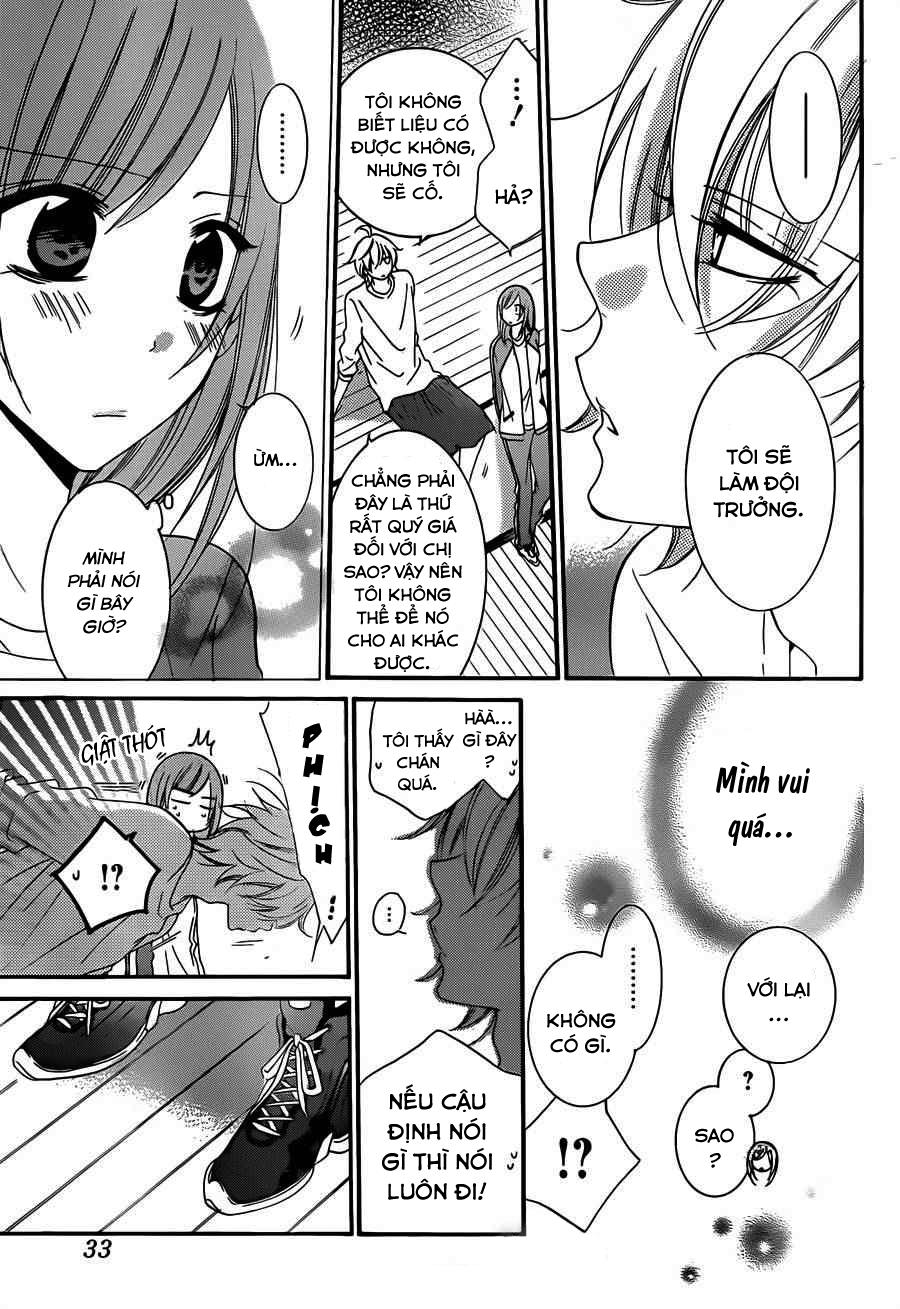 TÔI SẼ
LÀM ĐỘI
TRƯỞNG.
...!
HẢ?
TÔI KHÔNG
BIẾT LIỆU CÓ
ĐƯỢC KHÔNG,
NHƯNG TÔI
SẼ CỐ.
CHẲNG PHẢI
ĐÂY LÀ THỨ
RẤT QUÝ GIÁ
ĐỐI VỚI CHỊ
SAO? VẬY NÊN
TÔI KHÔNG
THỂ ĐỂ NÓ
CHO AI KHÁC
ĐƯỢC.
........
ỪM...
MÌNH
PHẢI NÓI
GÌ BÂY
GIỜ?
Mình vui
quá...
VỚI LẠI
...
?
SAO
?
........
KHÔNG
CÓ GÌ.
!?
HÀÀ...
GÌ ĐÂY
?
TÔI THẤY
CHÁN
QUÁ.
...
NẾU CẬU
ĐỊNH NÓI
GÌ THÌ NÓI
LUÔN ĐI!
PHỊCH...
GIẬT THÓT
!?
33